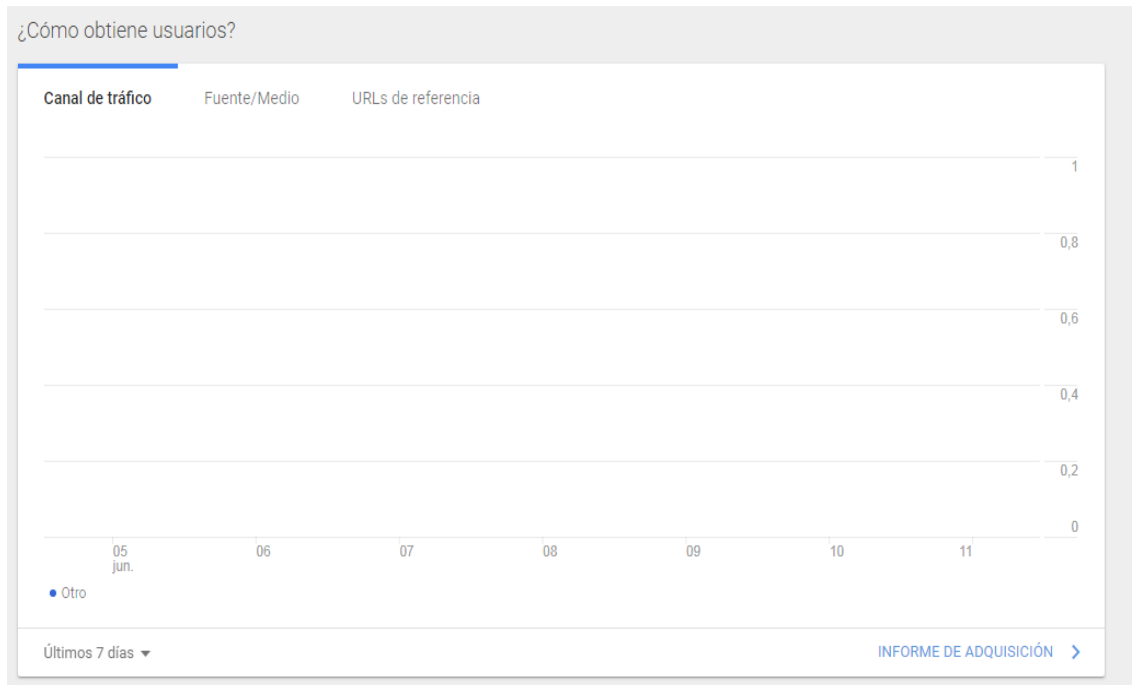 ¿Cómo obtiene usuarios?
Canal de tráfico Fuente/Medio URLs de referencia
1
0,8
0,6
0,4
0,2
0
05 06 07 08 09 10 11
jun.
Otro
Últimos 7 días INFORME DE ADQUISICIÓN